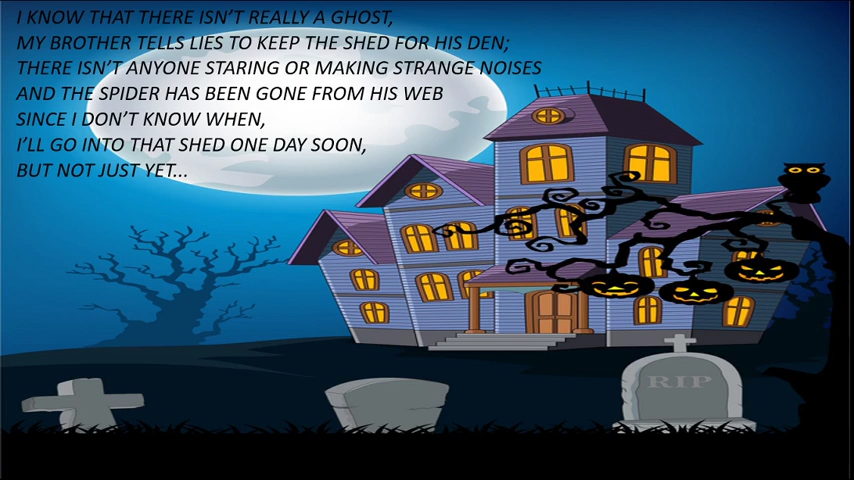 I KNOW THAT THERE ISN'T REALLY A GHOST,
MY BROTHER TELLS LIES TO KEEP THE SHED FOR HIS DEN;
THERE ISN'T ANYONE STARING OR MAKING STRANGE NOISES
AND THE SPIDER HAS BEEN GONE FROM HIS WEB
SINCE I DON'T KNOW WHEN,
I'LL GO INTO THAT SHED ONE DAY SOON,
BUT NOT JUST YET...
RIP